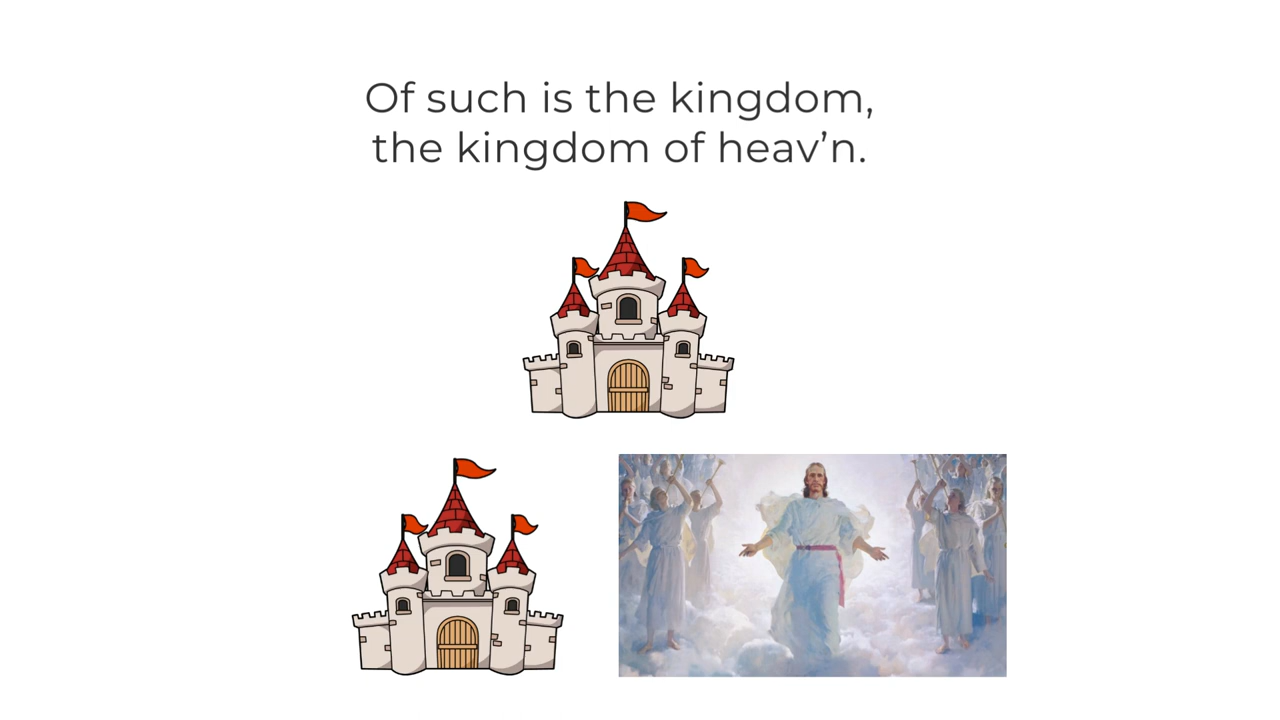 Of such is the kingdom,
the kingdom of heav’n.